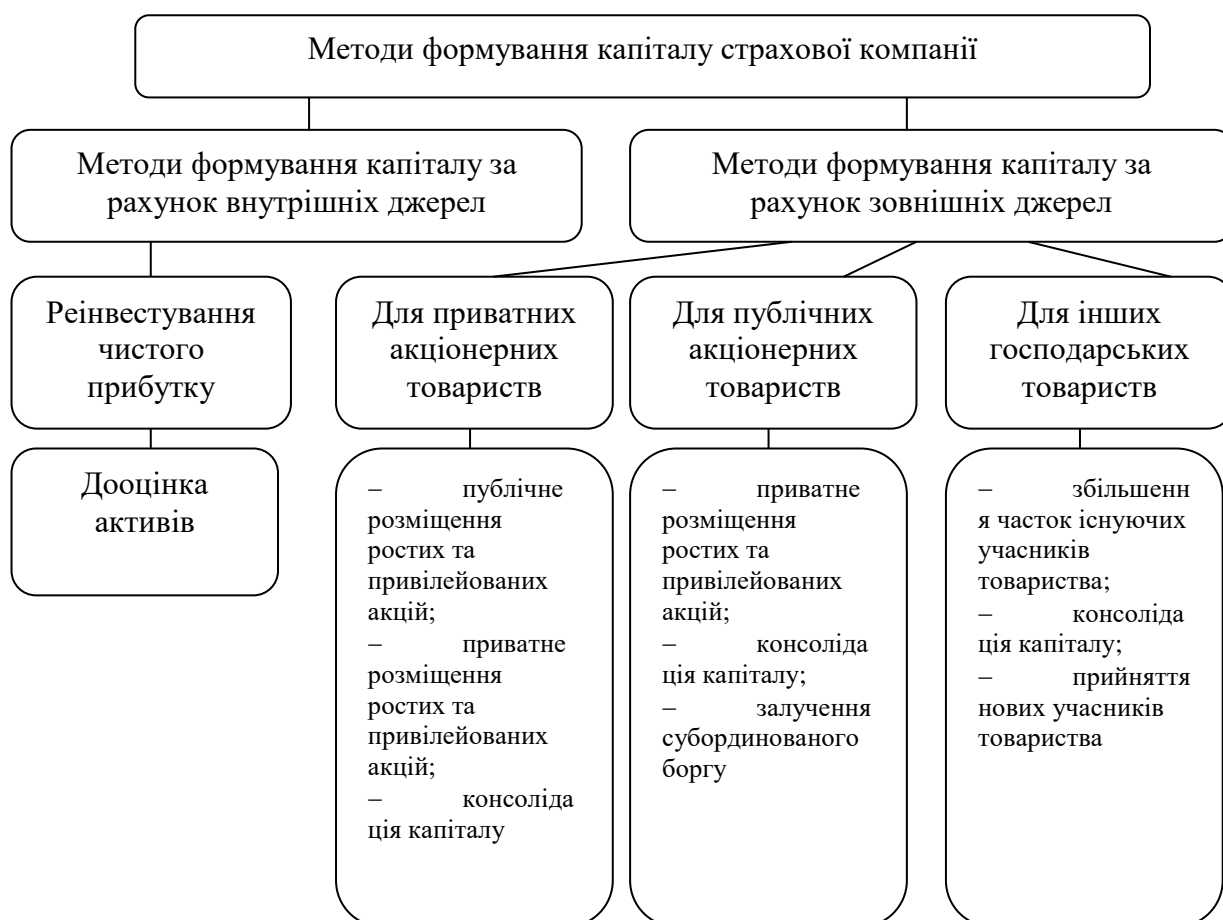 Методи формування капіталу страхової компанії
Методи формування капіталу за
рахунок внутрішніх джерел
Методи формування капіталу за
рахунок зовнішніх джерел
Реінвестування
чистого
прибутку
Для приватних
акціонерних
товариств
Для публічних
акціонерних
товариств
Для інших
господарських
товариств
Дооцінка
активів
– публічне
розміщення
ростих та
привілейованих
акцій;
– приватне
розміщення
ростих та
привілейованих
акцій;
– консоліда
ція капіталу
– приватне
розміщення
ростих та
привілейованих
акцій;
– консоліда
ція капіталу;
– залучення
субординованого
боргу
– збільшенн
я часток існуючих
учасників
товариства;
– консоліда
ція капіталу;
– прийняття
нових учасників
товариства